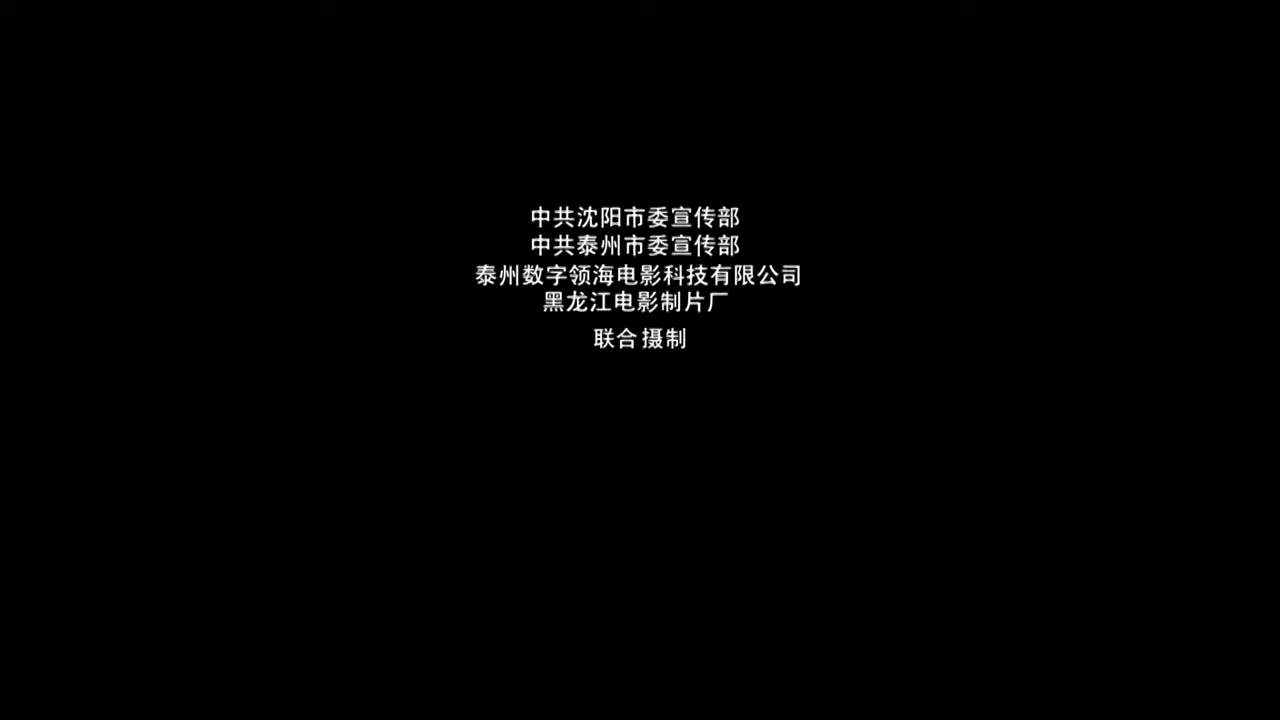 中共沈阳市委宣传部
中共泰州市委宣传部
泰州数字领海电影科技有限公司
黑龙江电影制片厂
联合摄制